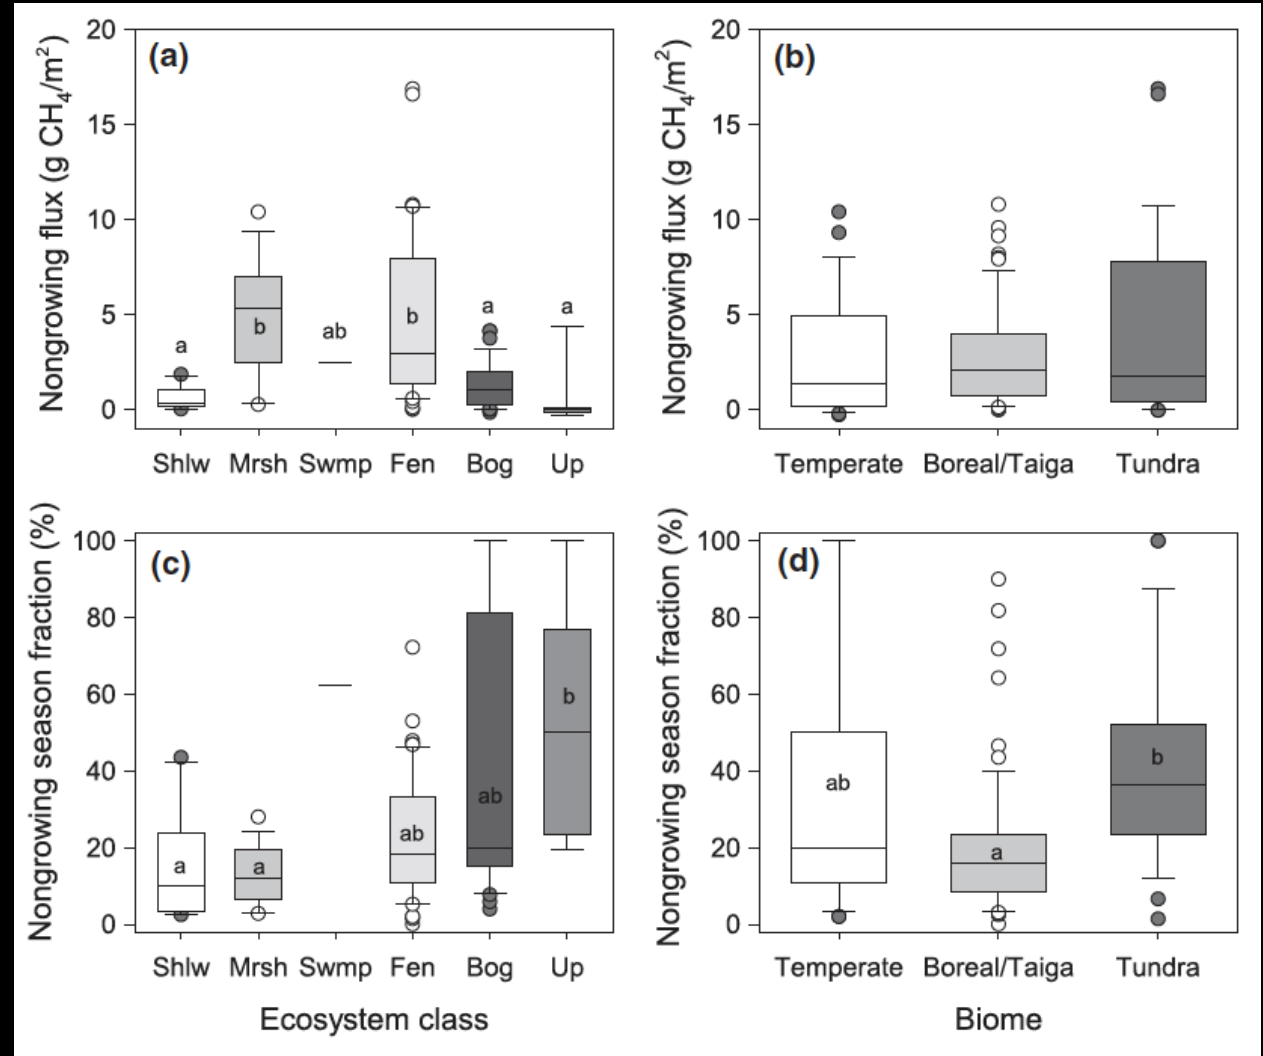 (a)
Nongrowing flux (g CH4/m2)
20
15
10
5
0
a
b
ab
b
a
a
Shlw Mrsh Swmp Fen Bog Up
(b)
Nongrowing flux (g CH4/m2)
20
15
10
5
0
Temperate Boreal/Taiga Tundra
(c)
Nongrowing season fraction (%)
100
80
60
40
20
0
a
a
ab
ab
b
Shlw Mrsh Swmp Fen Bog Up
Ecosystem class
(d)
Nongrowing season fraction (%)
100
80
60
40
20
0
ab
a
b
Temperate Boreal/Taiga Tundra
Biome